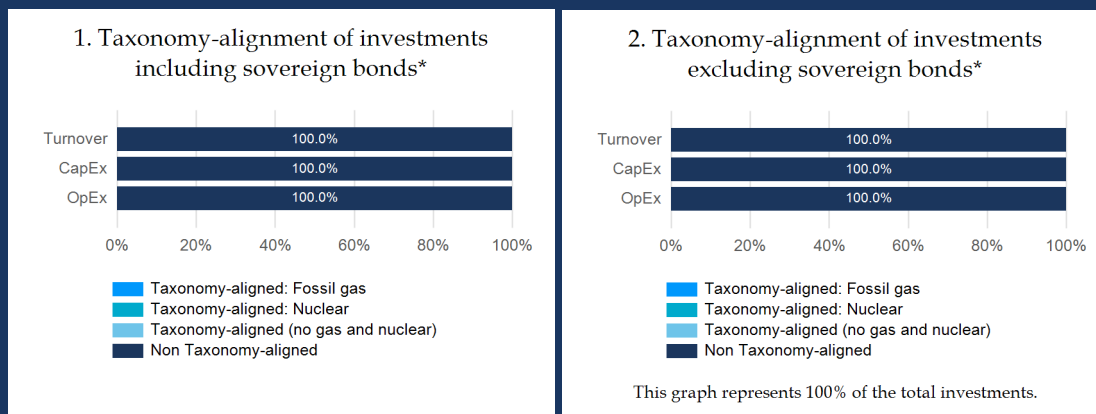 1. Taxonomy-alignment of investments
including sovereign bonds*
Turnover
100.0%
CapEx
100.0%
OpEx
100.0%
0% 20% 40% 60% 80% 100%
Taxonomy-aligned: Fossil gas
Taxonomy-aligned: Nuclear
Taxonomy-aligned (no gas and nuclear)
Non Taxonomy-aligned
2. Taxonomy-alignment of investments
excluding sovereign bonds*
Turnover
100.0%
CapEx
100.0%
OpEx
100.0%
0% 20% 40% 60% 80% 100%
Taxonomy-aligned: Fossil gas
Taxonomy-aligned: Nuclear
Taxonomy-aligned (no gas and nuclear)
Non Taxonomy-aligned
This graph represents 100% of the total investments.